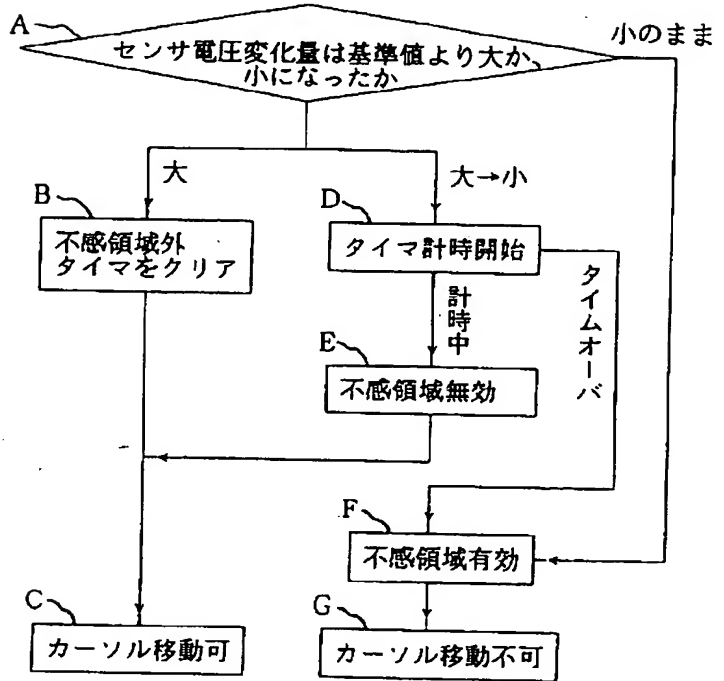 A
センサ電圧変化量は基準値より大か、
小になったか
小のまま
大
大→小
B
不感領域外
タイマをクリア
D
タイマ計時開始
計時中
タイムオーバ
E
不感領域無効
F
不感領域有効
C
カーソル移動可
G
カーソル移動不可